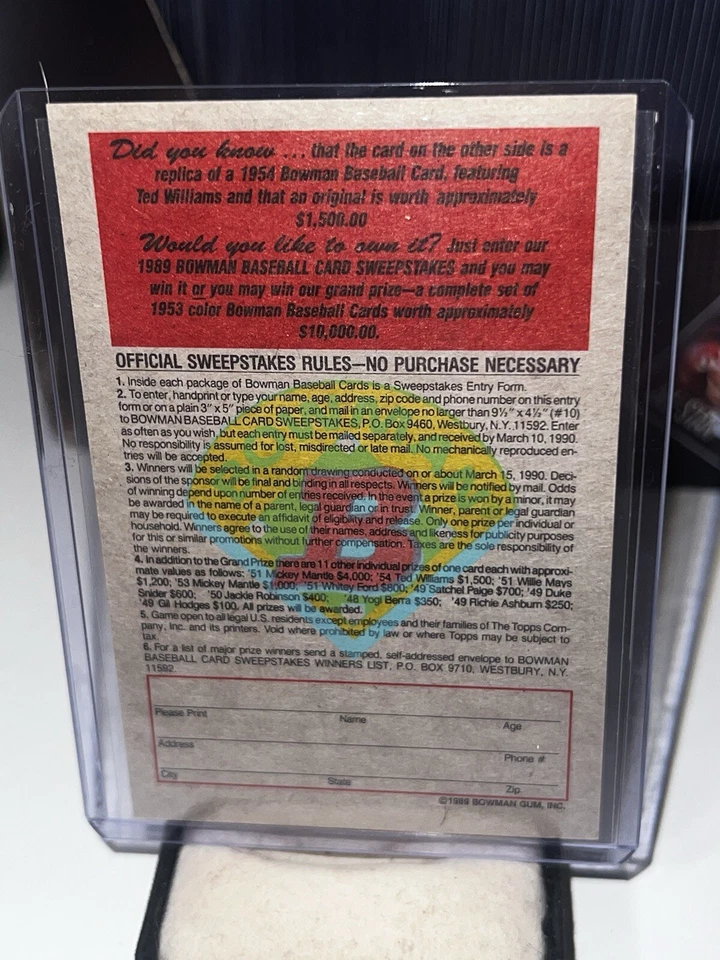 Did you know ... that the card on the other side is a
replica of a 1954 Bowman Baseball Card, featuring
Ted Williams and that an original is worth approximately
$1,500.00
Would you like to own it? Just enter our
1989 BOWMAN BASEBALL CARD SWEEPSTAKES and you may
win it or you may win our grand prize—a complete set of
1953 color Bowman Baseball Cards worth approximately
$10,000.00.
OFFICIAL SWEEPSTAKES RULES—NO PURCHASE NECESSARY
1. Inside each package of Bowman Baseball Cards is a Sweepstakes Entry Form.
2. To enter, handprint or type your name, age, address, zip code and phone number on this entry
form or on a plain 3" x 5" piece of paper, and mail in an envelope no larger than 9½" x 4½" (#10)
to BOWMAN BASEBALL CARD SWEEPSTAKES, P.O. Box 9460, Westbury, N.Y. 11592. Enter
as often as you wish, but each entry must be mailed separately, and received by March 10, 1990.
No responsibility is assumed for lost, misdirected or late mail. No mechanically reproduced en-
tries will be accepted.
3. Winners will be selected in a random drawing conducted on or about March 15, 1990. Deci-
sions of the sponsor will be final and binding in all respects. Winners will be notified by mail. Odds
of winning depend upon number of entries received. In the event a prize is won by a minor, it may
be awarded in the name of a parent, legal guardian or in trust. Winner, parent or legal guardian
may be required to execute an affidavit of eligibility and release. Only one prize per individual or
household. Winners agree to the use of their names, address and likeness for publicity purposes
for this or similar promotions without further compensation. Taxes are the sole responsibility of
the winners.
4. In addition to the Grand Prize there are 11 other individual prizes of one card each with approxi-
mate values as follows: '51 Mickey Mantle $4,000; '54 Ted Williams $1,500; '51 Willie Mays
$1,200; '53 Mickey Mantle $1,000; '51 Whitey Ford $800; '49 Satchel Paige $700; '49 Duke
Snider $600; '50 Jackie Robinson $400; '48 Yogi Berra $350; '49 Richie Ashburn $250;
'49 Gil Hodges $100. All prizes will be awarded.
5. Game open to all legal U.S. residents except employees and their families of The Topps Com-
pany, Inc. and its printers. Void where prohibited by law or where Topps may be subject to
tax.
6. For a list of major prize winners send a stamped, self-addressed envelope to BOWMAN
BASEBALL CARD SWEEPSTAKES WINNERS LIST, P.O. BOX 9710, WESTBURY, N.Y.
11592.
Please Print Name Age
Address Phone #
City State Zip
©1989 BOWMAN GUM, INC.
B